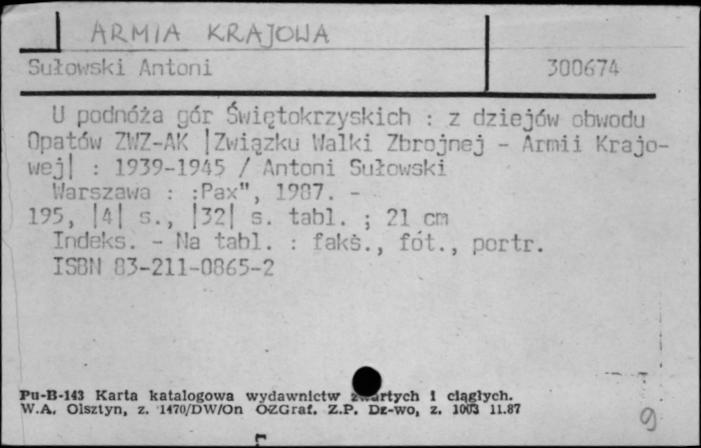 ARMIA KRAJOWA
Sułowski Antoni 300674
U podnóża gór Świętokrzyskich : z dziejów obwodu
Opatów ZWZ-AK |Związku Walki Zbrojnej - Armii Krajo-
wej| : 1939-1945 / Antoni Sułowski
Warszawa : :Pax", 1987. -
195, |4| s., |32| s. tabl. ; 21 cm
Indeks. - Na tabl. : fakś., fót., portr.
ISBN 83-211-0865-2
Pu-B-143 Karta katalogowa wydawnictw zwartych i ciągłych.
W.A. Olsztyn, z. 1470/DW/On OZGraf. Z.P. Dz-wo, z. 1003 11.87
9